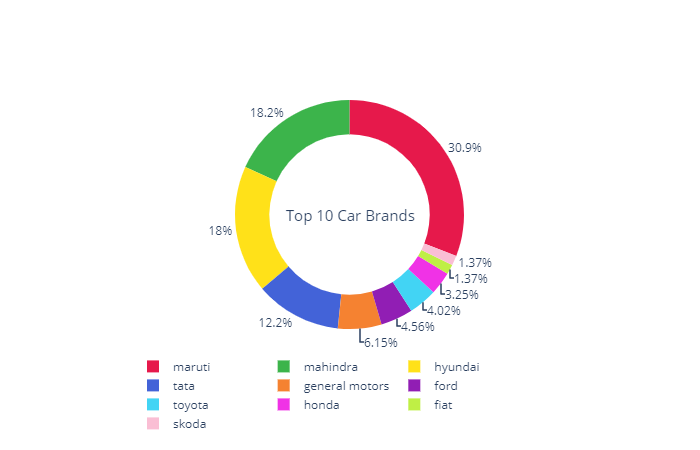 18.2%
30.9%
Top 10 Car Brands
18%
1.37%
1.37%
3.25%
4.02%
12.2%
4.56%
6.15%
maruti mahindra hyundai
tata general motors ford
toyota honda fiat
skoda